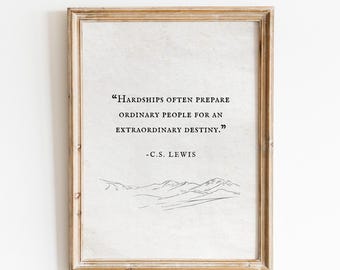 “Hardships often prepare
ordinary people for an
extraordinary destiny.”
-C.S. LEWIS